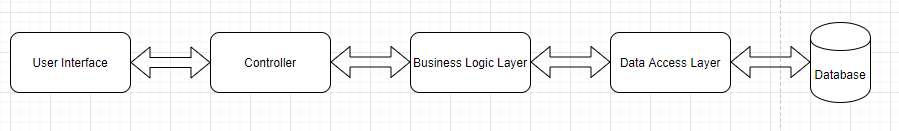 User Interface
Controller
Business Logic Layer
Data Access Layer
Database